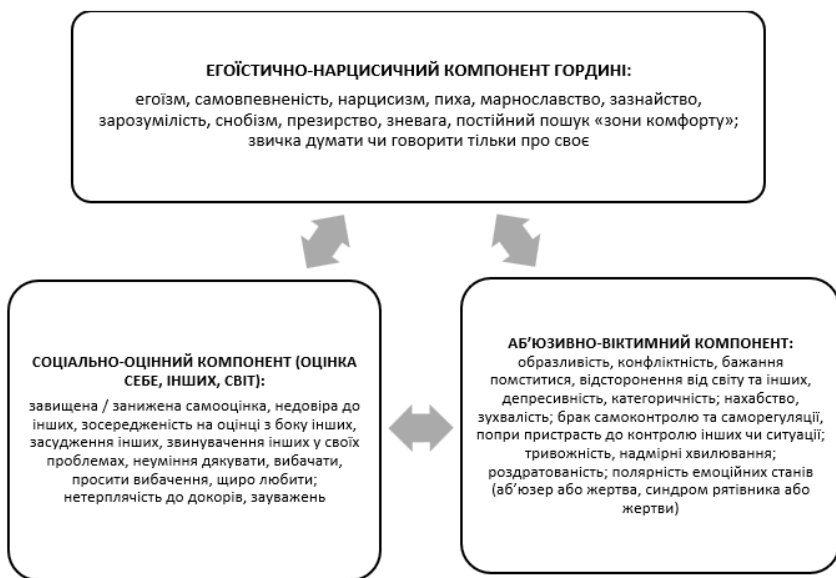 ЕГОЇСТИЧНО-НАРЦИСИЧНИЙ КОМПОНЕНТ ГОРДИНІ:
егоїзм, самовпевненість, нарцисизм, пиха, марнославство, зазнайство,
зарозумілість, снобізм, презирство, зневага, постійний пошук «зони комфорту»;
звичка думати чи говорити тільки про своє
СОЦІАЛЬНО-ОЦІННИЙ КОМПОНЕНТ (ОЦІНКА
СЕБЕ, ІНШИХ, СВІТ):
завищена / занижена самооцінка, недовіра до
інших, зосередженість на оцінці з боку інших,
засудження інших, звинувачення інших у своїх
проблемах, неуміння дякувати, вибачати,
просити вибачення, щиро любити;
нетерплячість до докорів, зауважень
АБ’ЮЗИВНО-ВІКТИМНИЙ КОМПОНЕНТ:
образливість, конфліктність, бажання
помститися, відсторонення від світу та інших,
депресивність, категоричність; нахабство,
зухвалість; брак самоконтролю та саморегуляції,
попри пристрасть до контролю інших чи ситуації;
тривожність, надмірні хвилювання;
роздратованість; полярність емоційних станів
(аб’юзер або жертва, синдром рятівника або
жертви)